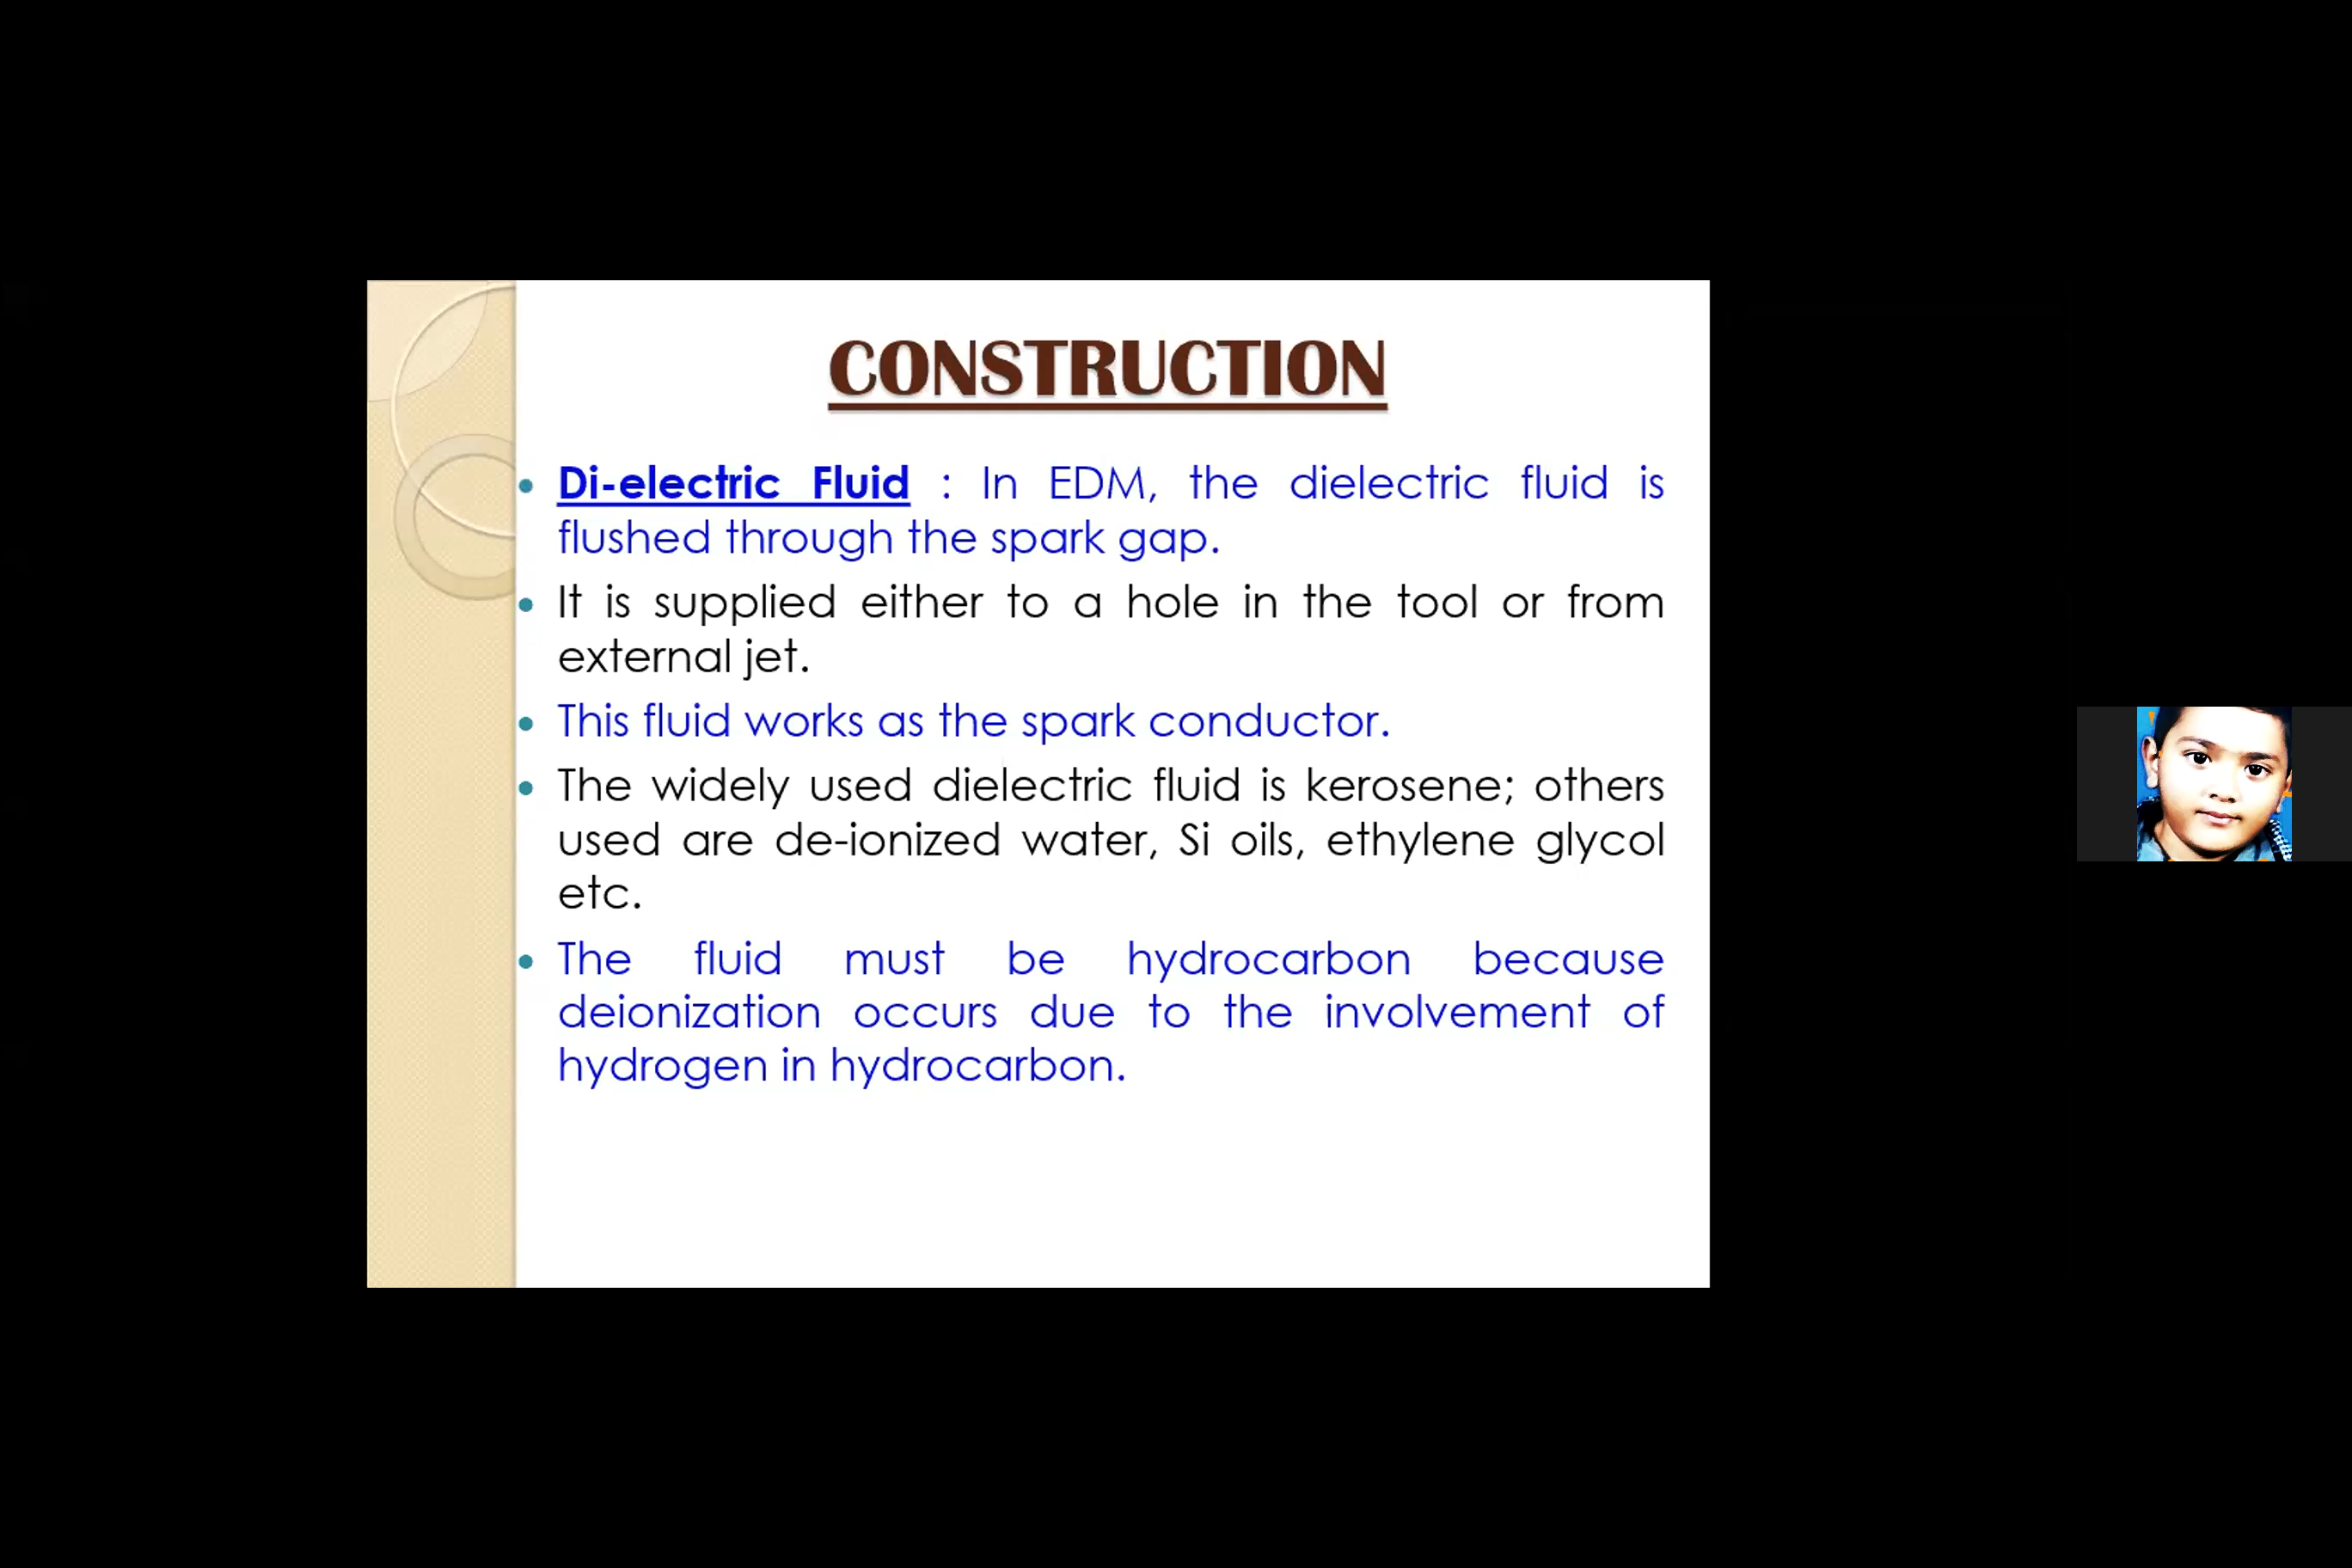 CONSTRUCTION
• Di-electric Fluid : In EDM, the dielectric fluid is
flushed through the spark gap.
• It is supplied either to a hole in the tool or from
external jet.
• This fluid works as the spark conductor.
• The widely used dielectric fluid is kerosene; others
used are de-ionized water, Si oils, ethylene glycol
etc.
• The fluid must be hydrocarbon because
deionization occurs due to the involvement of
hydrogen in hydrocarbon.